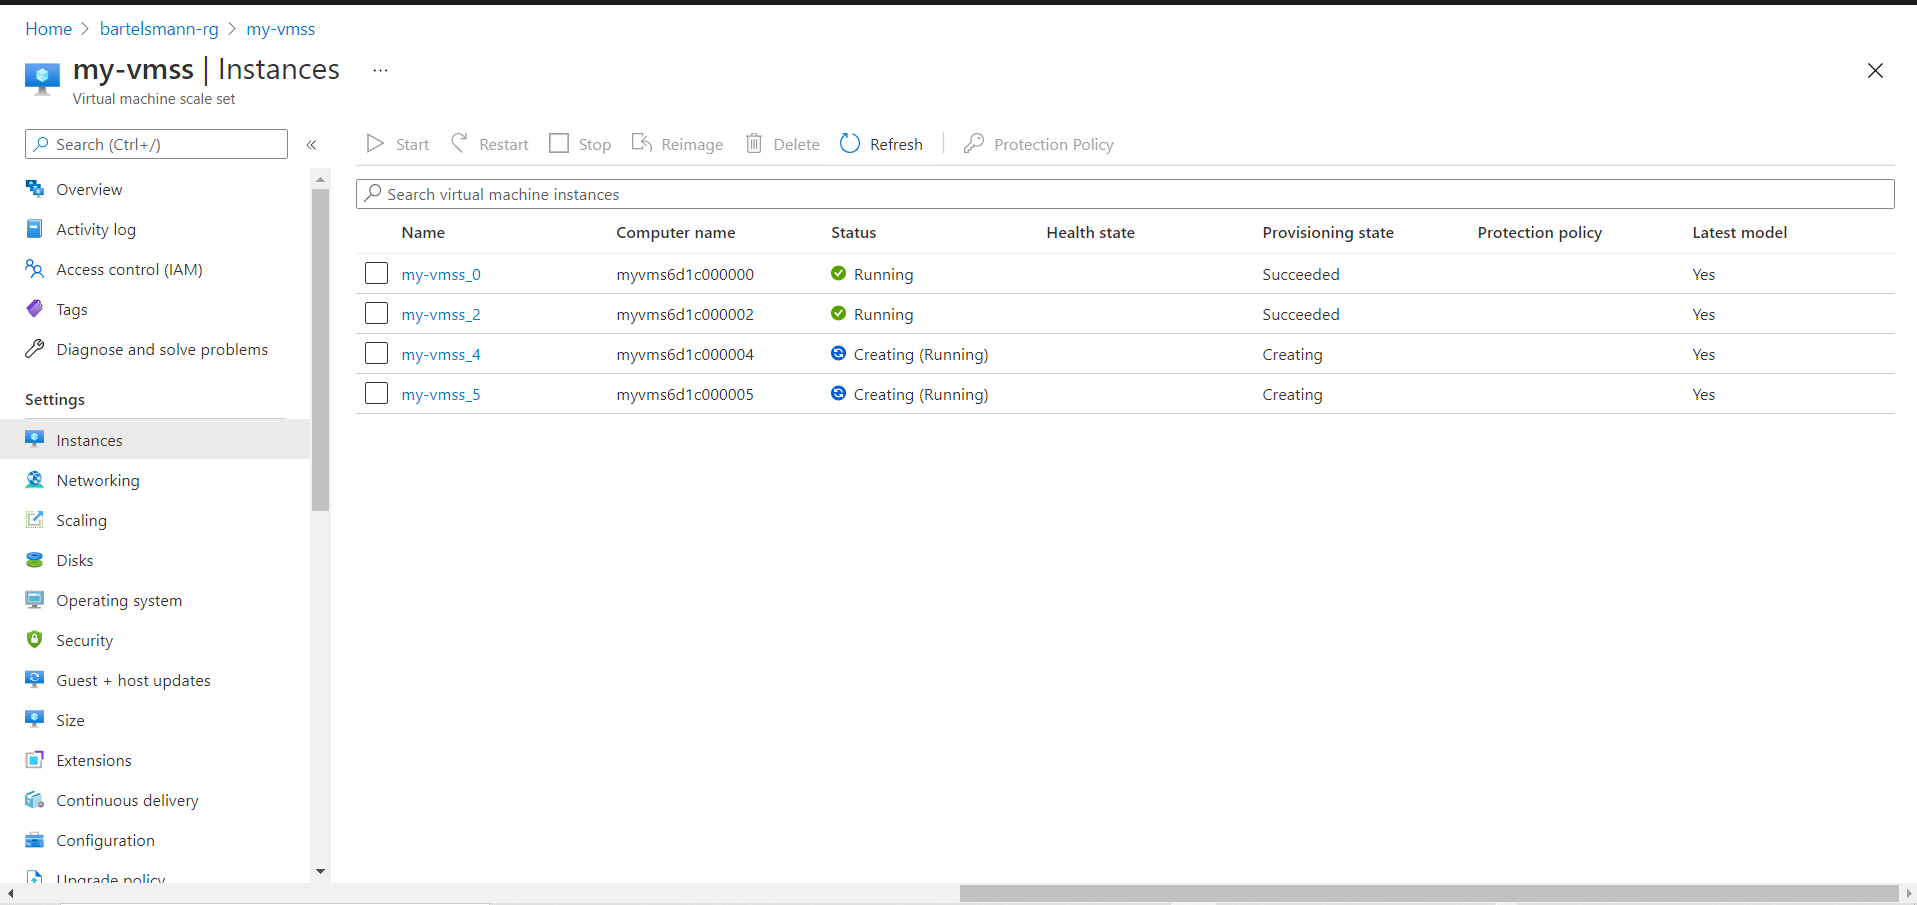 Home > bartelsmann-rg > my-vmss
my-vmss | Instances ...
Virtual machine scale set
Search (Ctrl+/)
«
Start
Restart
Stop
Reimage
Delete
Refresh
Protection Policy
Overview
Activity log
Access control (IAM)
Tags
Diagnose and solve problems
Settings
Instances
Networking
Scaling
Disks
Operating system
Security
Guest + host updates
Size
Extensions
Continuous delivery
Configuration
Upgrade policy
Search virtual machine instances
Name Computer name Status Health state Provisioning state Protection policy Latest model
my-vmss_0 myvms6d1c000000 Running Succeeded Yes
my-vmss_2 myvms6d1c000002 Running Succeeded Yes
my-vmss_4 myvms6d1c000004 Creating (Running) Creating Yes
my-vmss_5 myvms6d1c000005 Creating (Running) Creating Yes